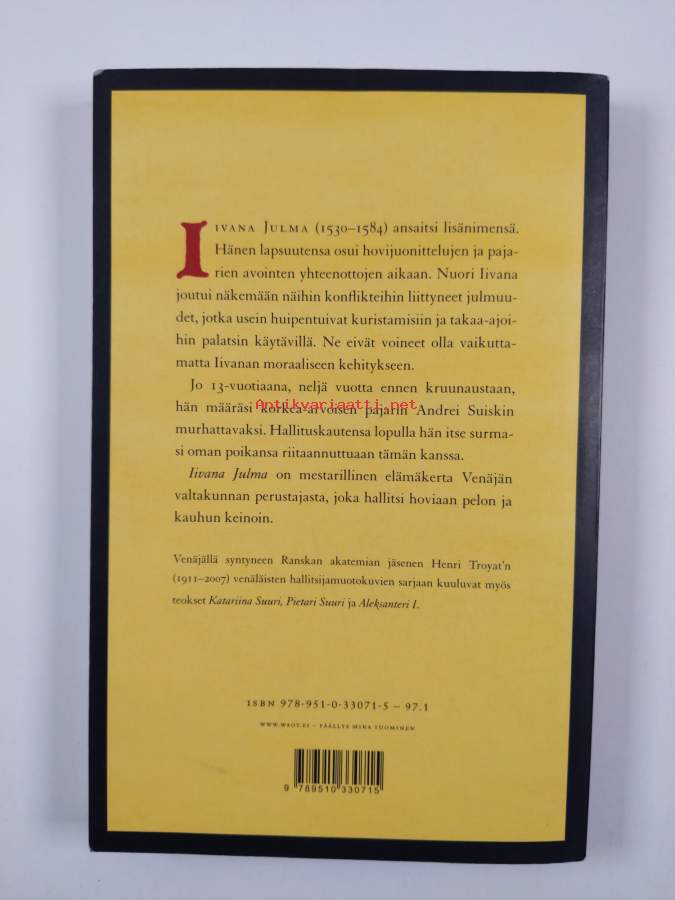 IIVANA JULMA (1530–1584) ansaitsi lisänimensä.
Hänen lapsuutensa osui hovijuonittelujen ja paja-
rien avointen yhteenottojen aikaan. Nuori Iivana
joutui näkemään näihin konflikteihin liittyneet julmuu-
det, jotka usein huipentuivat kuristamisiin ja takaa-ajoi-
hin palatsin käytävillä. Ne eivät voineet olla vaikutta-
matta Iivanan moraaliseen kehitykseen.
Jo 13-vuotiaana, neljä vuotta ennen kruunaustaan,
Antikvariaatti.net
hän määräsi korkea-arvoisen pajarin Andrei Suiskin
murhattavaksi. Hallituskautensa lopulla hän itse surma-
si oman poikansa riitaannuttuaan tämän kanssa.
Iivana Julma on mestarillinen elämäkerta Venäjän
valtakunnan perustajasta, joka hallitsi hoviaan pelon ja
kauhun keinoin.
Venäjällä syntyneen Ranskan akatemian jäsenen Henri Troyat'n
(1911–2007) venäläisten hallitsijamuotokuvien sarjaan kuuluvat myös
teokset Katariina Suuri, Pietari Suuri ja Aleksanteri I.
ISBN 978-951-0-33071-5 – 97.1
WWW.WSOY.FI – PÄÄLLYS MIKA TUOMINEN
9 789510 330715